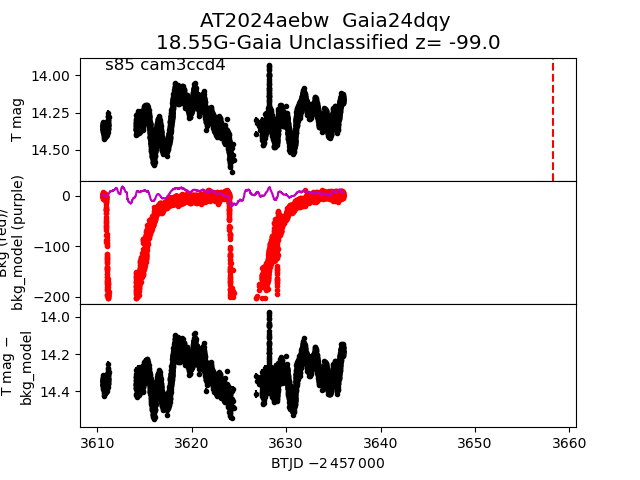 AT2024aebw  Gaia24dqy
18.55G-Gaia Unclassified z= -99.0
s85 cam3ccd4
T mag
14.00
14.25
14.50
bkg_model (purple)
0
−100
−200
T mag −
bkg_model
14.0
14.2
14.4
3610 3620 3630 3640 3650 3660
BTJD −2 457 000